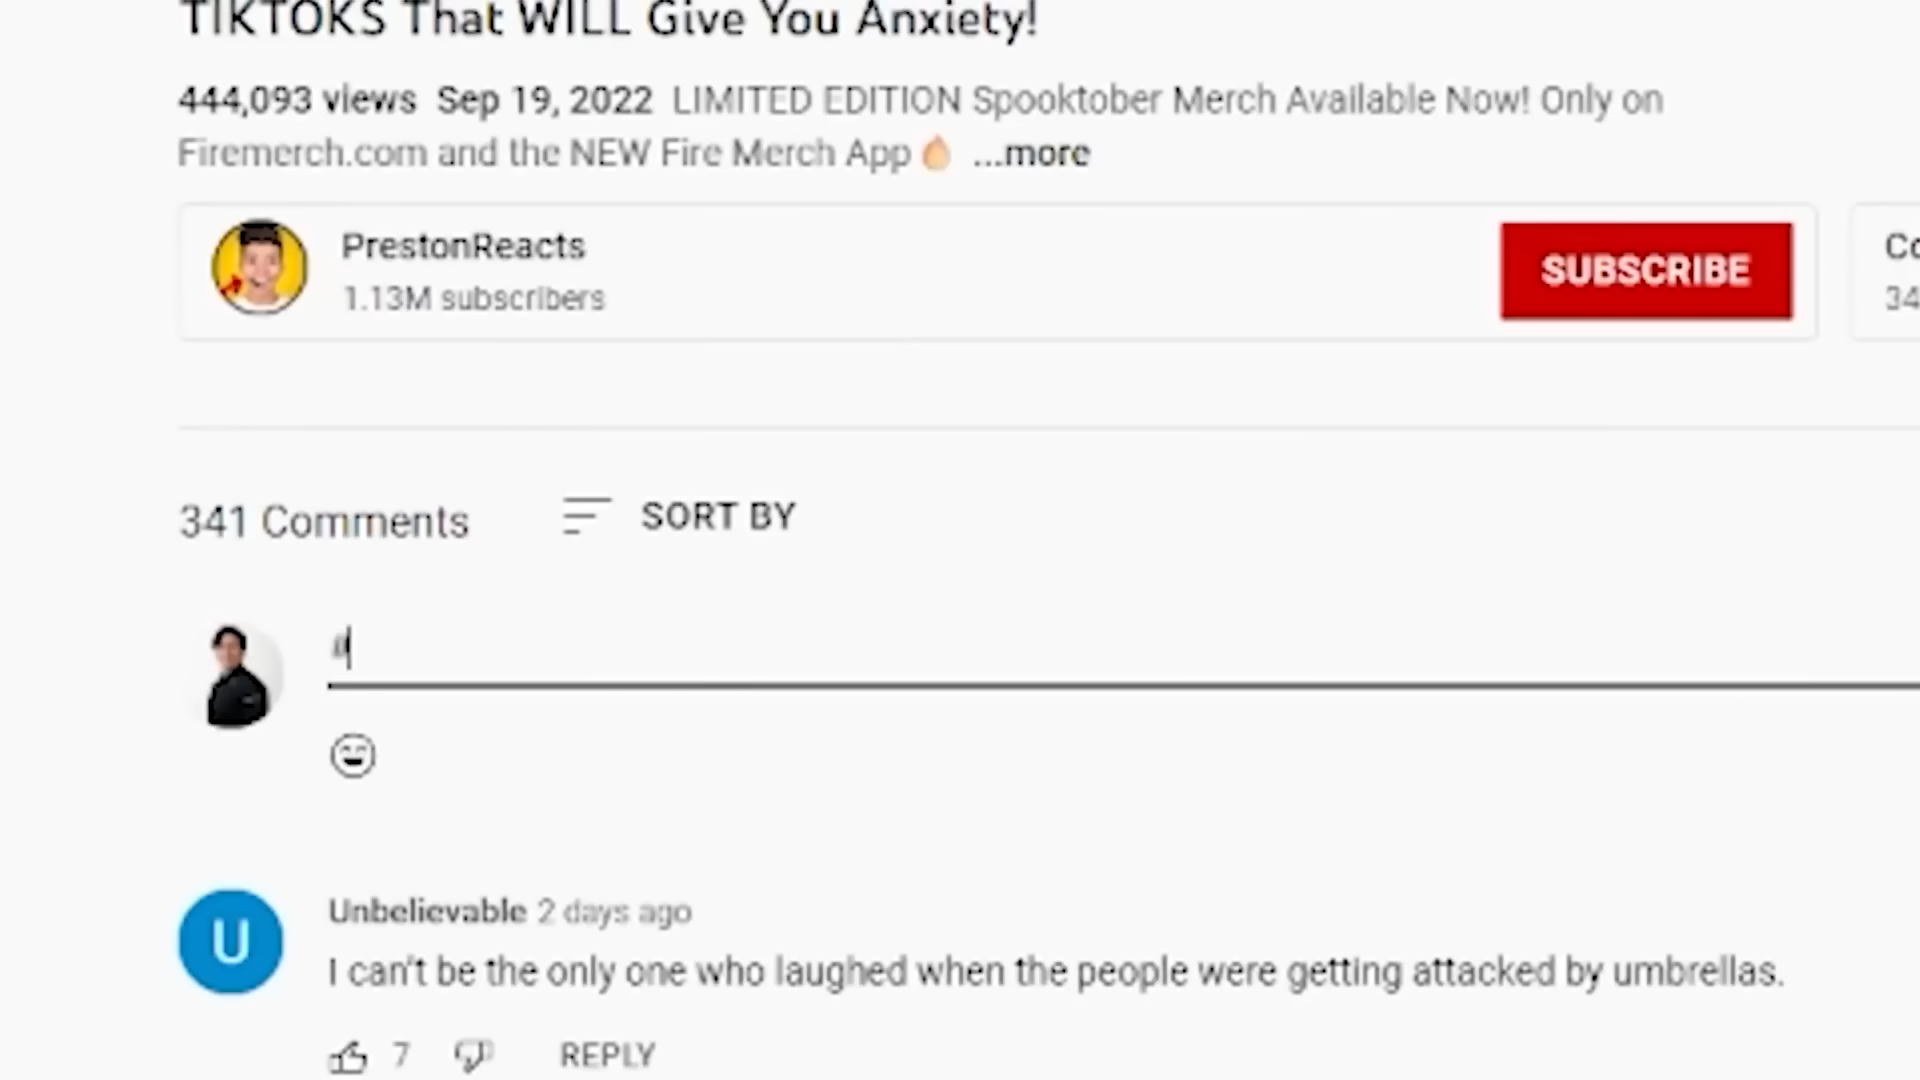 TIKTOKS That WILL Give You Anxiety!
444,093 views Sep 19, 2022 LIMITED EDITION Spooktober Merch Available Now! Only on
Firemerch.com and the NEW Fire Merch App🔥 ...more
PrestonReacts
1.13M subscribers
SUBSCRIBE
Co
34
341 Comments
SORT BY
U
Unbelievable 2 days ago
I can't be the only one who laughed when the people were getting attacked by umbrellas.
7
REPLY